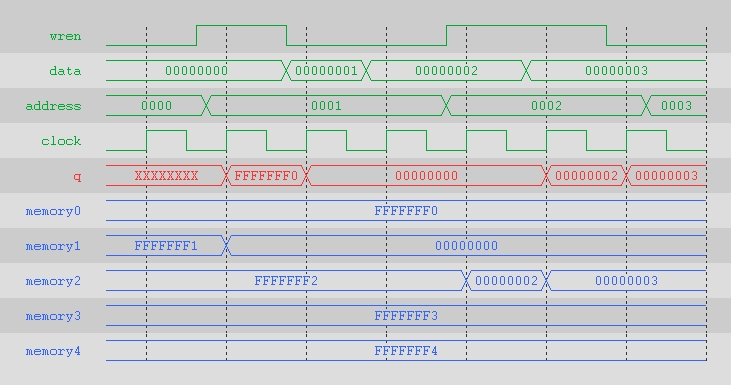 wren
data 00000000 00000001 00000002 00000003
address 0000 0001 0002 0003
clock
q XXXXXXXX FFFFFFF0 00000000 00000002 00000003
memory0 FFFFFFF0
memory1 FFFFFFF1 00000000
memory2 FFFFFFF2 00000002 00000003
memory3 FFFFFFF3
memory4 FFFFFFF4